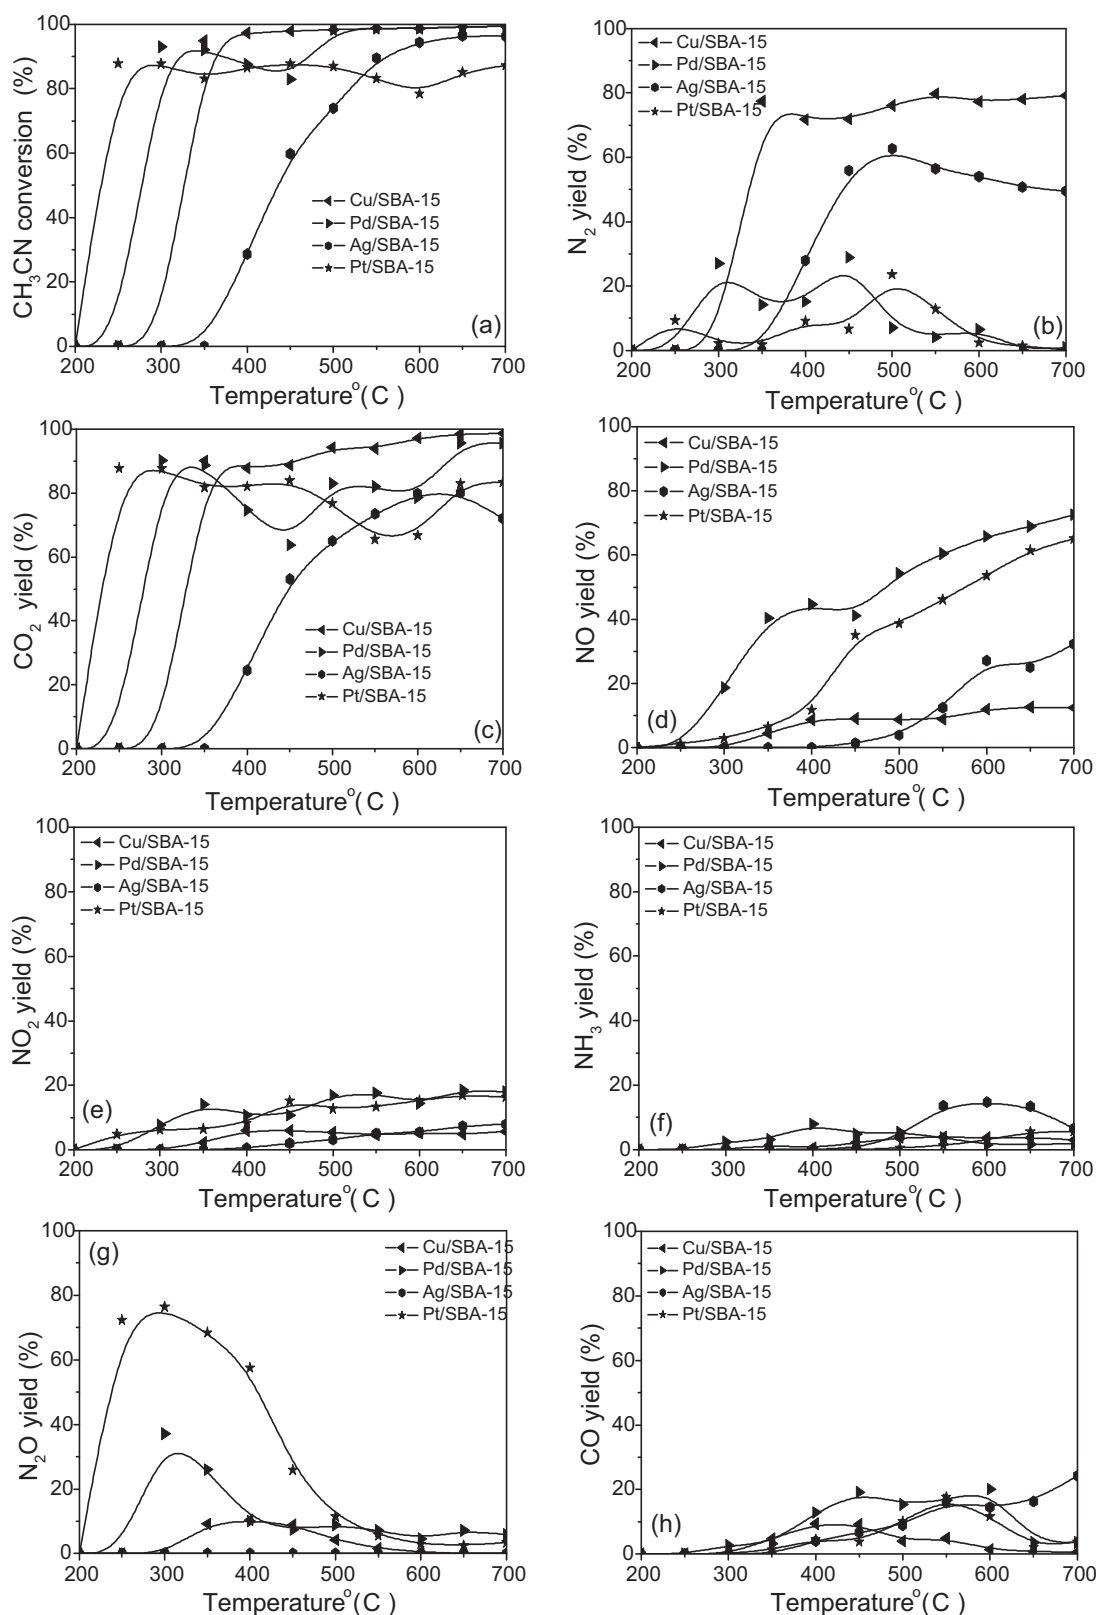 100
80
60
40
20
0
CH₃CN conversion (%)
Cu/SBA-15
Pd/SBA-15
Ag/SBA-15
Pt/SBA-15
(a)
200 300 400 500 600 700
Temperature°( C )
100
80
60
40
20
0
N₂ yield (%)
Cu/SBA-15
Pd/SBA-15
Ag/SBA-15
Pt/SBA-15
(b)
200 300 400 500 600 700
Temperature°( C )
100
80
60
40
20
0
CO₂ yield (%)
Cu/SBA-15
Pd/SBA-15
Ag/SBA-15
Pt/SBA-15
(c)
200 300 400 500 600 700
Temperature°( C )
100
80
60
40
20
0
NO yield (%)
Cu/SBA-15
Pd/SBA-15
Ag/SBA-15
Pt/SBA-15
(d)
200 300 400 500 600 700
Temperature°( C )
100
80
60
40
20
0
NO₂ yield (%)
Cu/SBA-15
Pd/SBA-15
Ag/SBA-15
Pt/SBA-15
(e)
200 300 400 500 600 700
Temperature°( C )
100
80
60
40
20
0
NH₃ yield (%)
Cu/SBA-15
Pd/SBA-15
Ag/SBA-15
Pt/SBA-15
(f)
200 300 400 500 600 700
Temperature°( C )
100
80
60
40
20
0
N₂O yield (%)
(g)
Cu/SBA-15
Pd/SBA-15
Ag/SBA-15
Pt/SBA-15
200 300 400 500 600 700
Temperature°( C )
100
80
60
40
20
0
CO yield (%)
Cu/SBA-15
Pd/SBA-15
Ag/SBA-15
Pt/SBA-15
(h)
200 300 400 500 600 700
Temperature°( C )